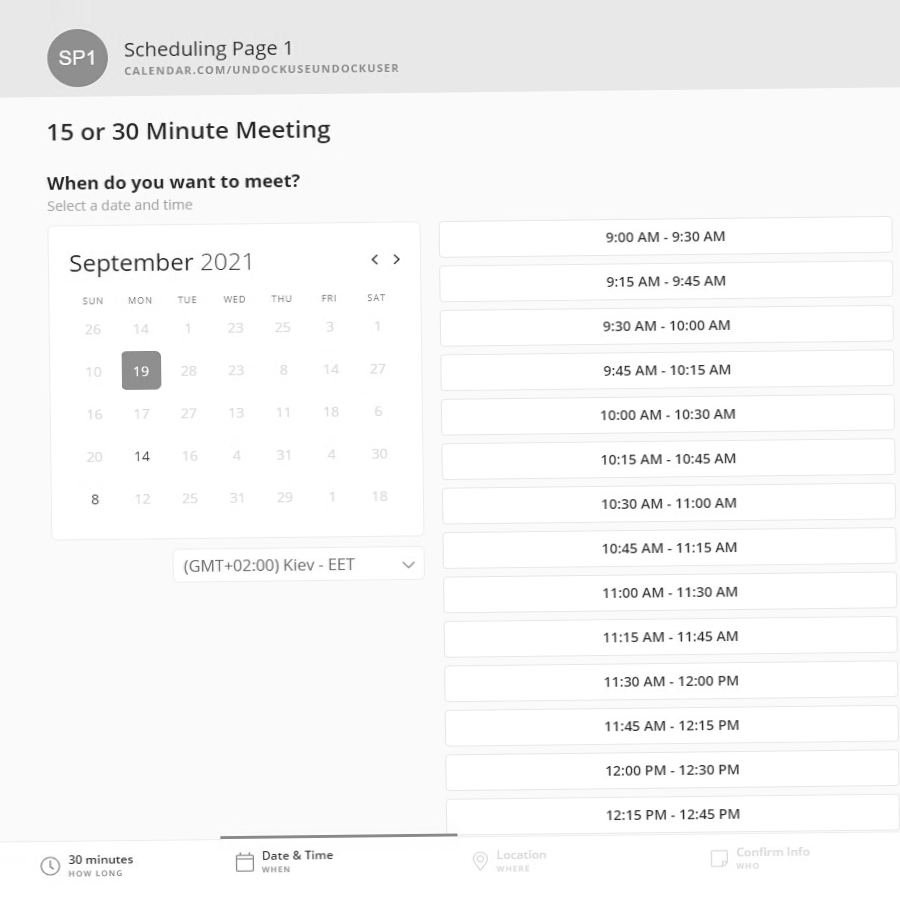 SP1
Scheduling Page 1
CALENDAR.COM/UNDOCKUSEUNDOCKUSER
15 or 30 Minute Meeting
When do you want to meet?
Select a date and time
September 2021
SUN MON TUE WED THU FRI SAT
26 14 1 23 25 3 1
10 19 28 23 8 14 27
16 17 27 13 11 18 6
20 14 16 4 31 4 30
8 12 25 31 29 1 18
(GMT+02:00) Kiev - EET
9:00 AM - 9:30 AM
9:15 AM - 9:45 AM
9:30 AM - 10:00 AM
9:45 AM - 10:15 AM
10:00 AM - 10:30 AM
10:15 AM - 10:45 AM
10:30 AM - 11:00 AM
10:45 AM - 11:15 AM
11:00 AM - 11:30 AM
11:15 AM - 11:45 AM
11:30 AM - 12:00 PM
11:45 AM - 12:15 PM
12:00 PM - 12:30 PM
12:15 PM - 12:45 PM
30 minutes
HOW LONG
Date & Time
WHEN
Location
WHERE
Confirm Info
WHO